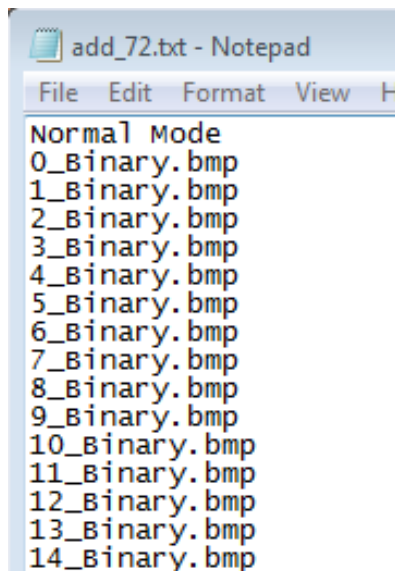 add_72.txt - Notepad
File Edit Format View H
Normal Mode
0_Binary.bmp
1_Binary.bmp
2_Binary.bmp
3_Binary.bmp
4_Binary.bmp
5_Binary.bmp
6_Binary.bmp
7_Binary.bmp
8_Binary.bmp
9_Binary.bmp
10_Binary.bmp
11_Binary.bmp
12_Binary.bmp
13_Binary.bmp
14_Binary.bmp